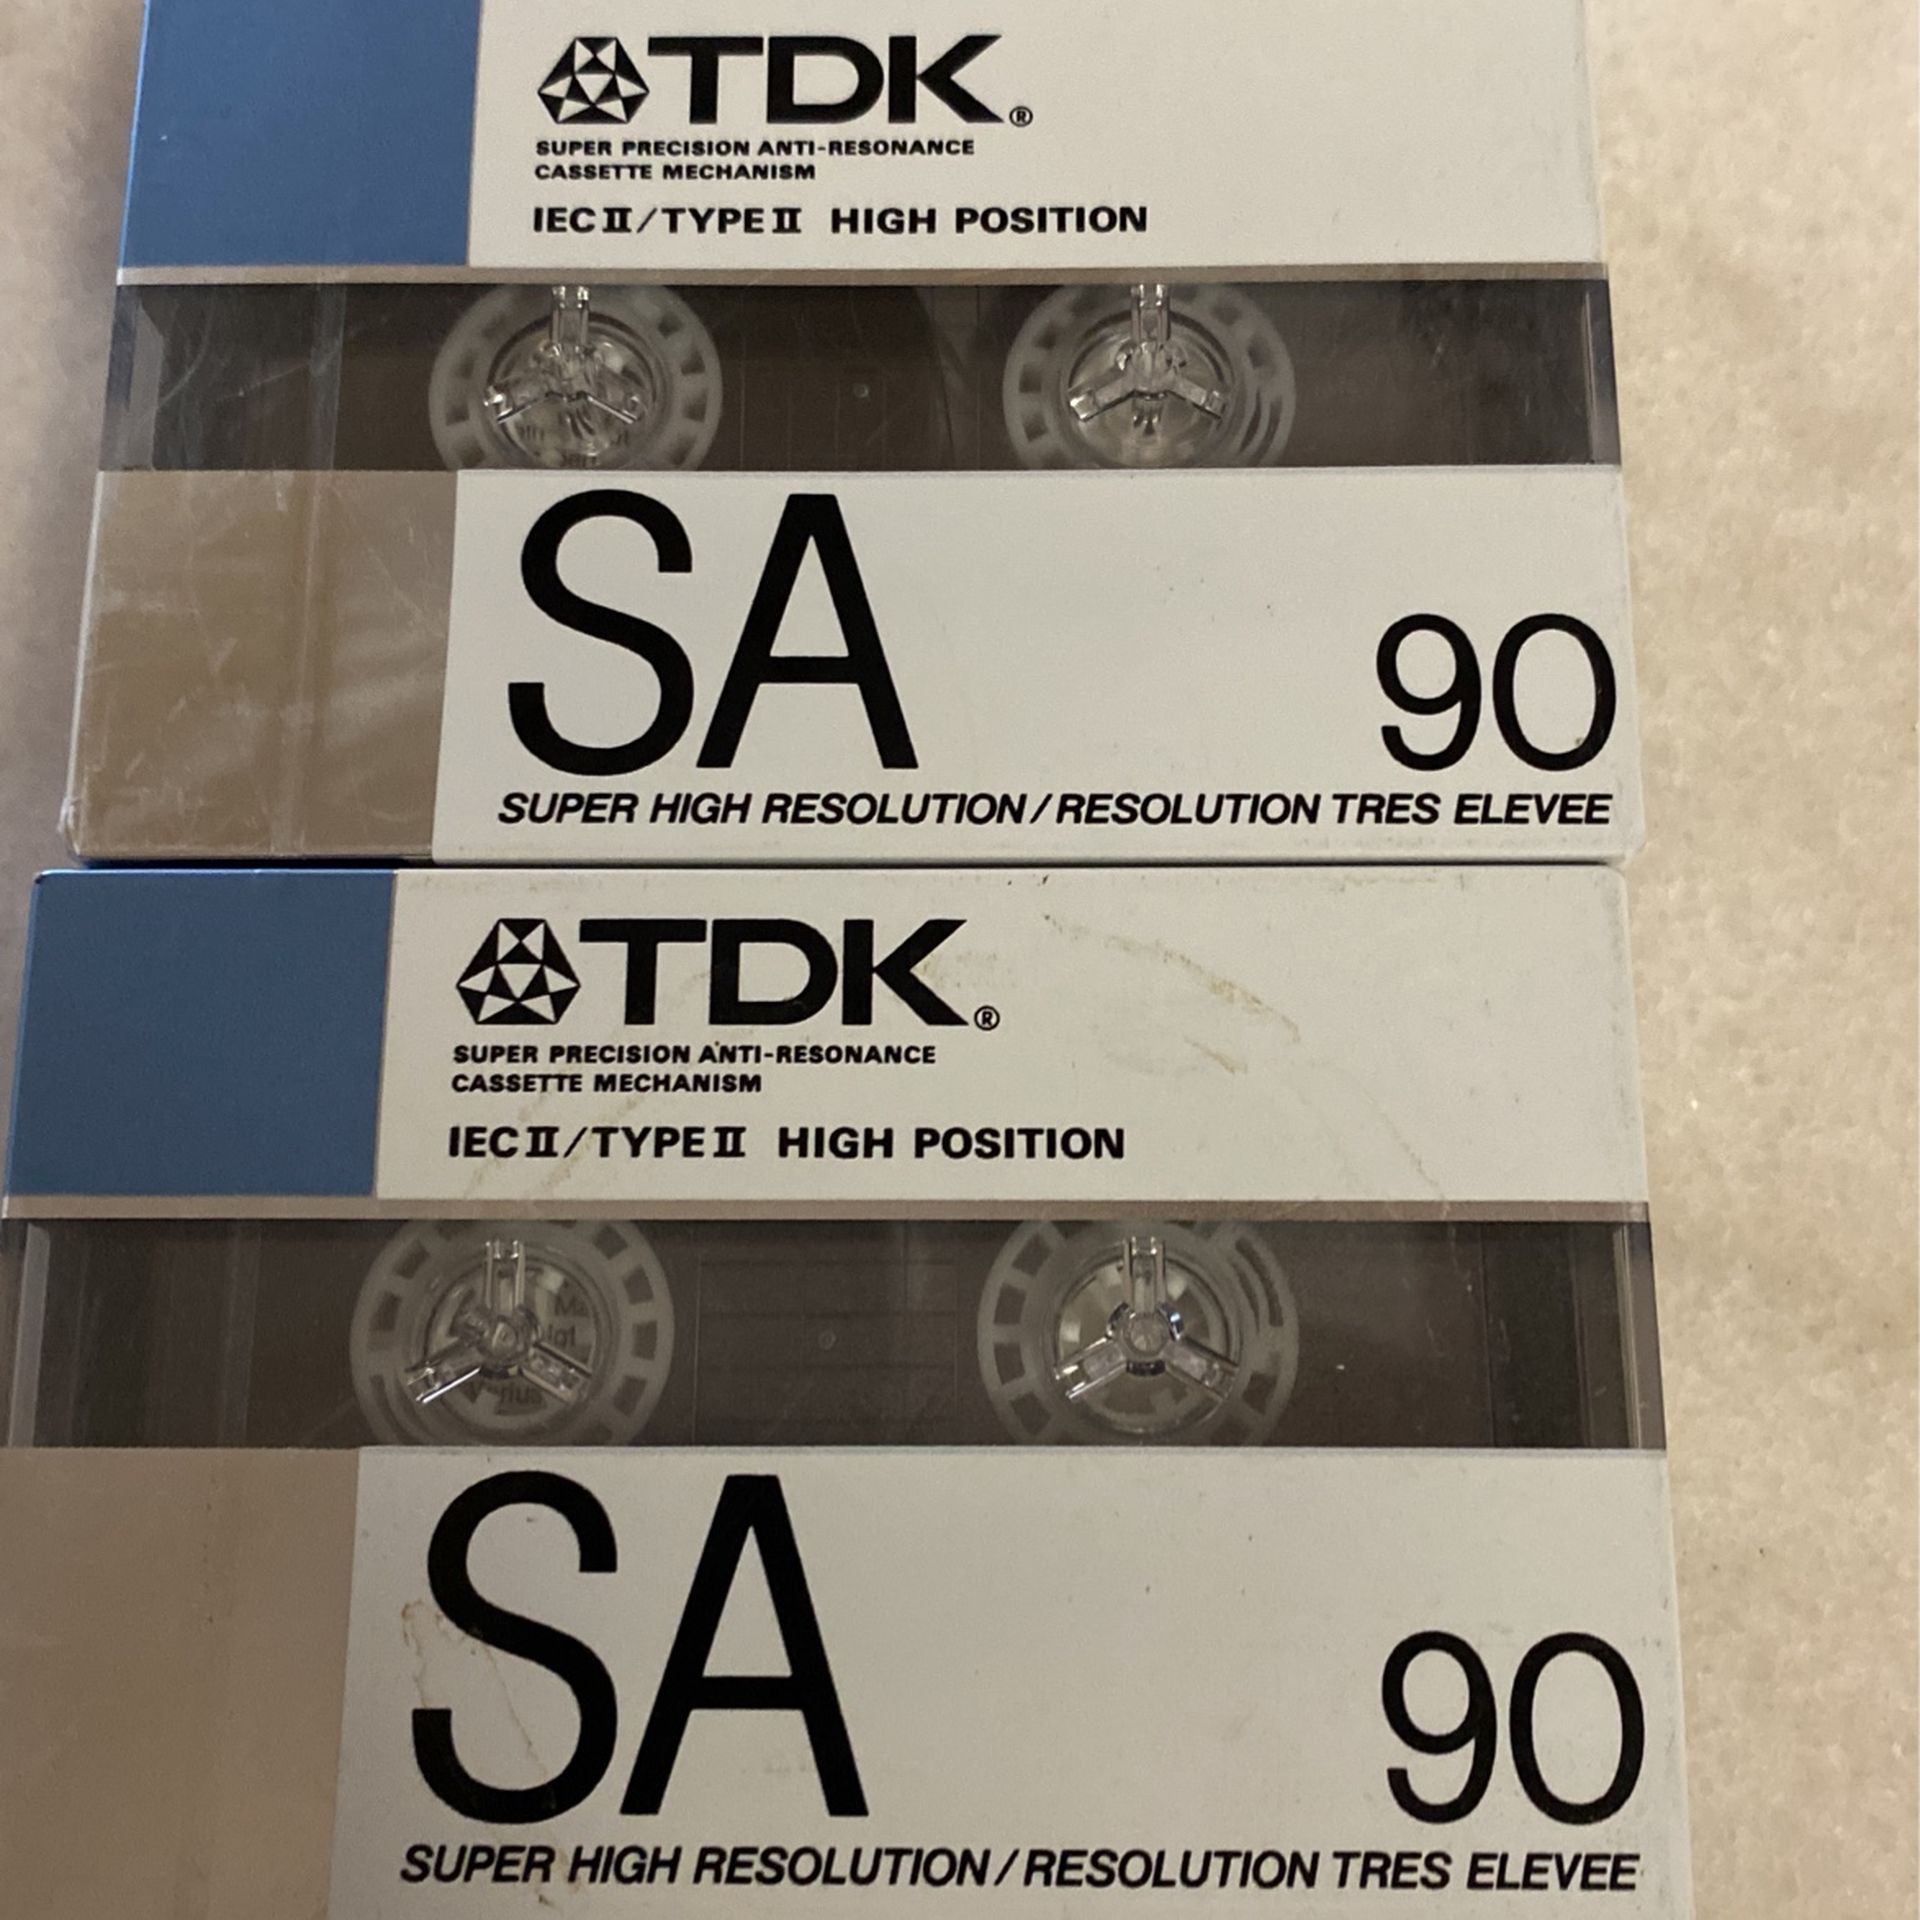 TDK®
SUPER PRECISION ANTI-RESONANCE
CASSETTE MECHANISM
IEC II/TYPE II HIGH POSITION
SA
90
SUPER HIGH RESOLUTION/RESOLUTION TRES ELEVEE
TDK®
SUPER PRECISION ANTI-RESONANCE
CASSETTE MECHANISM
IEC II/TYPE II HIGH POSITION
SA
90
SUPER HIGH RESOLUTION/RESOLUTION TRES ELEVEE